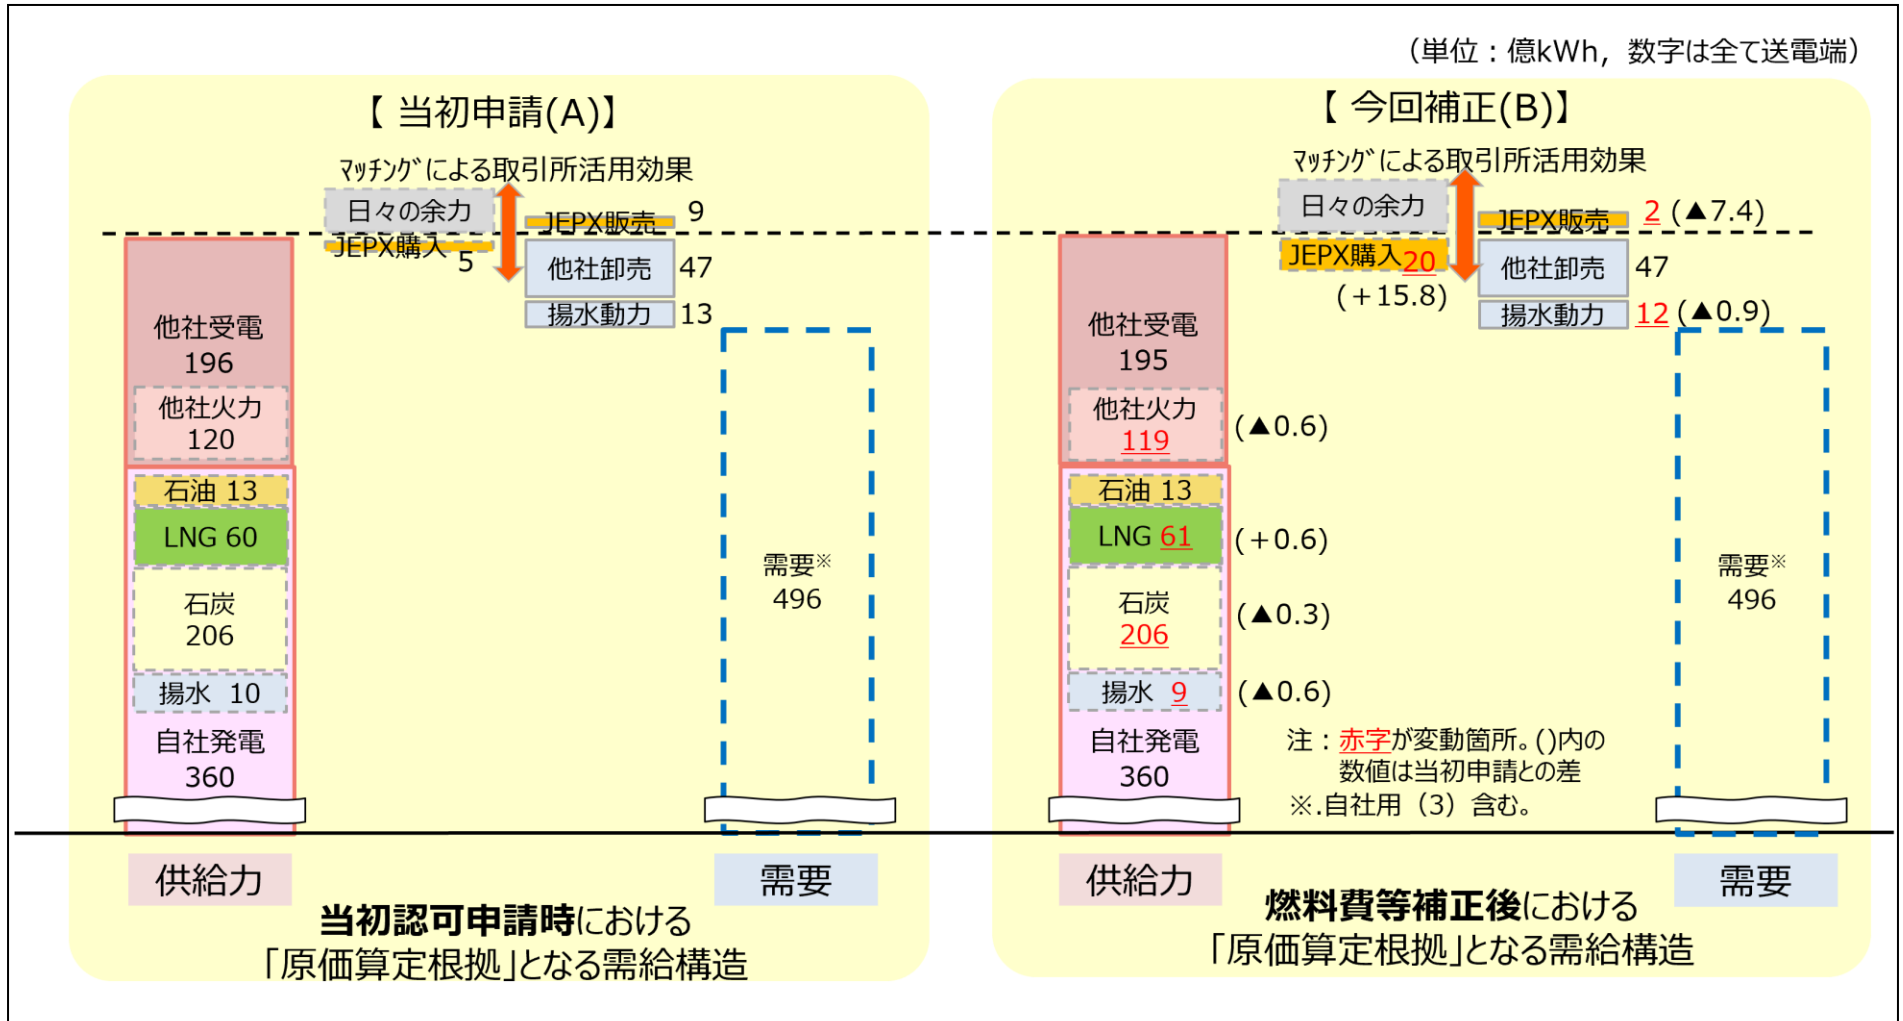 （単位：億kWh，数字は全て送電端）
【 当初申請(A)】
ﾏｯﾁﾝｸﾞによる取引所活用効果
日々の余力
JEPX販売 9
JEPX購入 5
他社卸売 47
揚水動力 13
他社受電
196
他社火力
120
石油 13
LNG 60
石炭
206
揚水 10
自社発電
360
需要※
496
供給力
需要
当初認可申請時における
「原価算定根拠」となる需給構造
【 今回補正(B)】
ﾏｯﾁﾝｸﾞによる取引所活用効果
日々の余力
JEPX販売 2 (▲7.4)
JEPX購入 20
(＋15.8)
他社卸売 47
揚水動力 12 (▲0.9)
他社受電
195
他社火力
119 (▲0.6)
石油 13
LNG 61 (＋0.6)
石炭
206 (▲0.3)
揚水 9 (▲0.6)
自社発電
360
需要※
496
注：赤字が変動箇所。()内の
数値は当初申請との差
※.自社用（3）含む。
供給力
需要
燃料費等補正後における
「原価算定根拠」となる需給構造